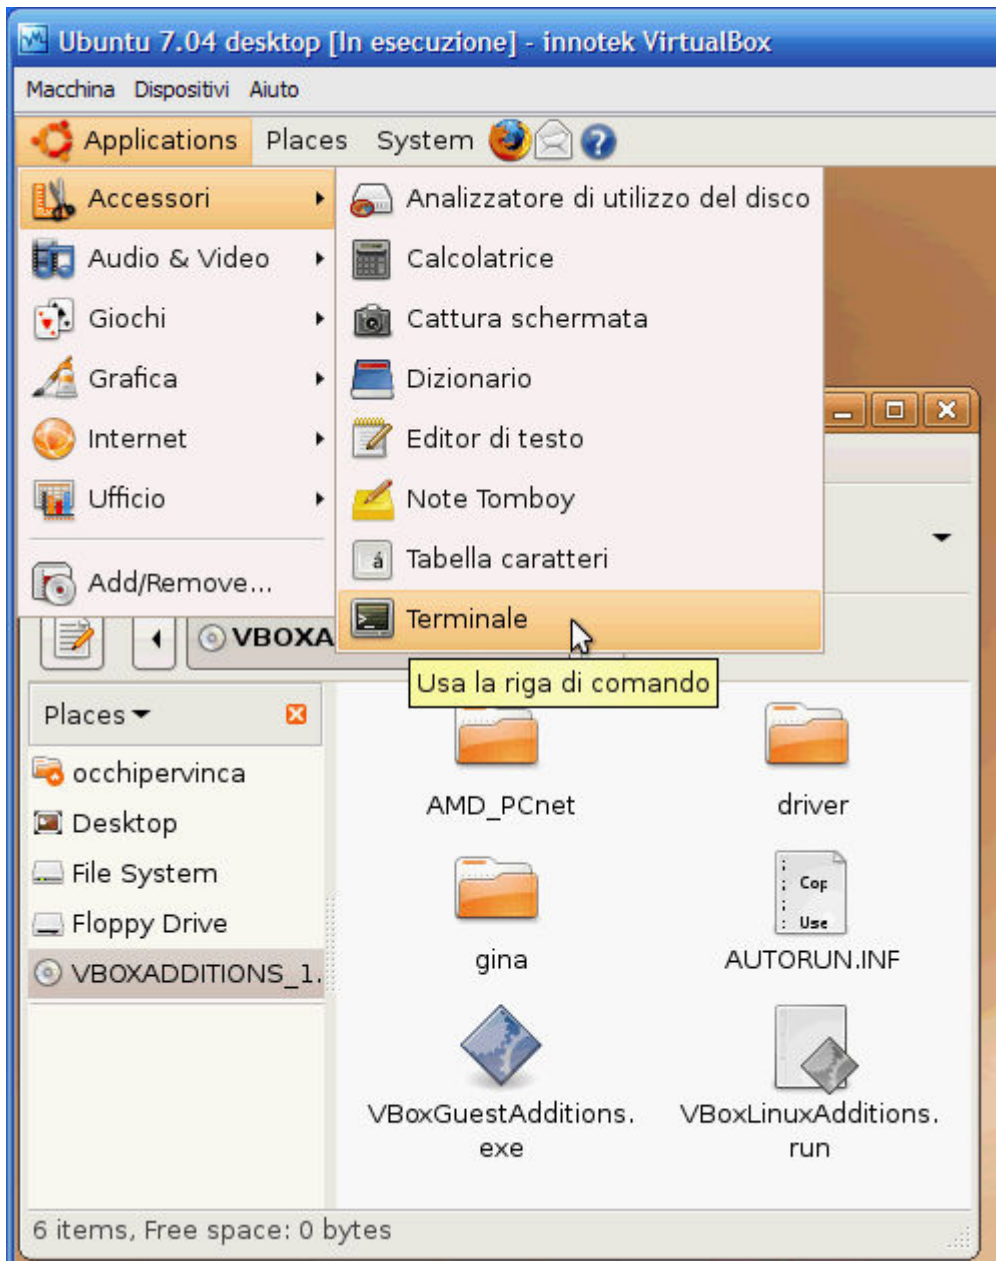 Ubuntu 7.04 desktop [In esecuzione] - innotek VirtualBox
Macchina Dispositivi Aiuto
Applications Places System
Accessori
Audio & Video
Giochi
Grafica
Internet
Ufficio
Add/Remove...
Analizzatore di utilizzo del disco
Calcolatrice
Cattura schermata
Dizionario
Editor di testo
Note Tomboy
Tabella caratteri
Terminale
Usa la riga di comando
VBOXA
Places
occhipervinca
Desktop
File System
Floppy Drive
VBOXADDITIONS_1.
AMD_PCnet
driver
gina
Cop
Use
AUTORUN.INF
VBoxGuestAdditions.
exe
VBoxLinuxAdditions.
run
6 items, Free space: 0 bytes